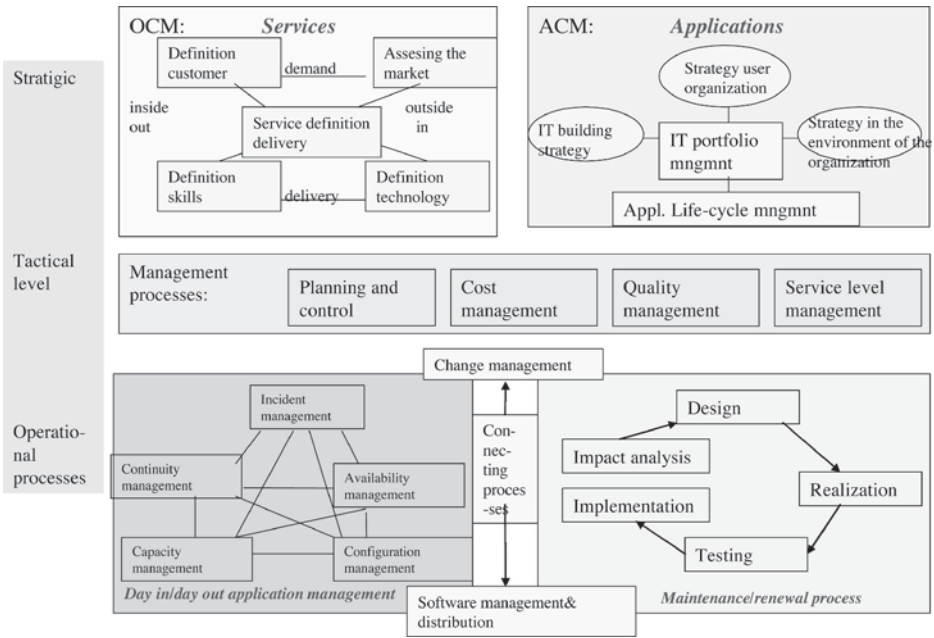 Stratigic
OCM: Services
Definition
customer
demand
Assesing the
market
inside
out
outside
in
Service definition
delivery
Definition
skills
delivery
Definition
technology
ACM: Applications
Strategy user
organization
IT building
strategy
IT portfolio
mngmnt
Strategy in the
environment of the
organization
Appl. Life-cycle mngmnt
Tactical
level
Management
processes:
Planning and
control
Cost
management
Quality
management
Service level
management
Operatio-
nal
processes
Change management
Incident
management
Continuity
management
Availability
management
Capacity
management
Configuration
management
Day in/day out application management
Con-
nec-
ting
proces
-ses
Software management&
distribution
Design
Impact analysis
Realization
Implementation
Testing
Maintenance/renewal process